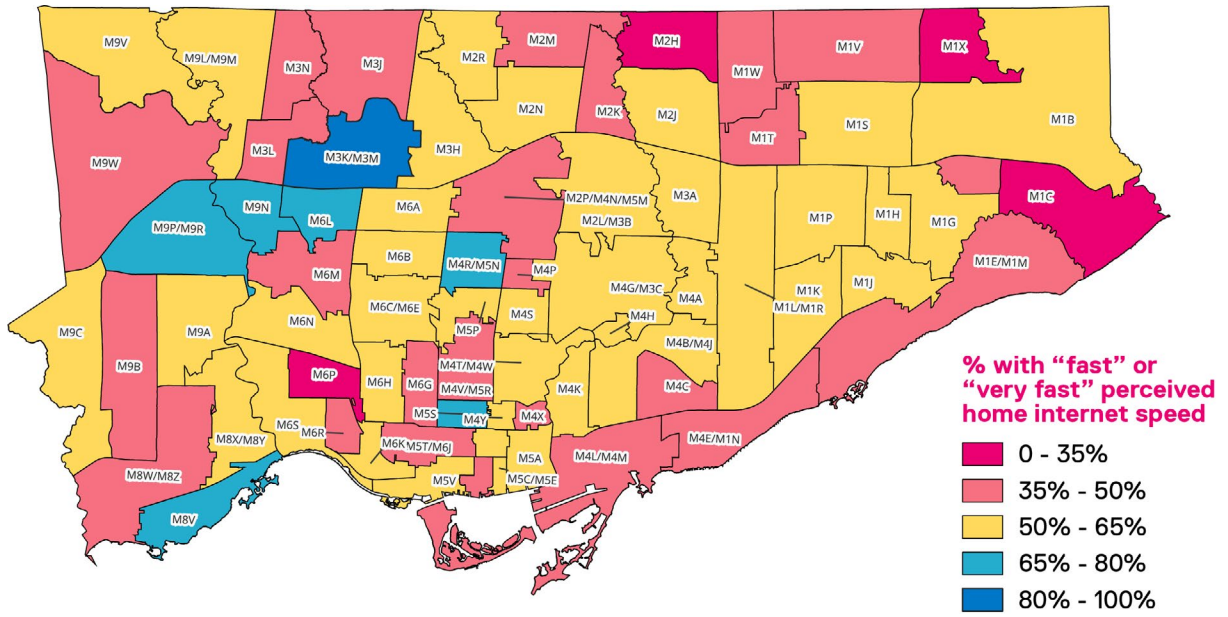 M9V
M9L/M9M
M3N
M3J
M2R
M2M
M2H
M1W
M1V
M1X
M2N
M2K
M2J
M1T
M1S
M1B
M9W
M3L
M3K/M3M
M3H
M9P/M9R
M9N
M6L
M6A
M2P/M4N/M5M
M2L/M3B
M3A
M1P
M1H
M1G
M1C
M6M
M6B
M4R/M5N
M4P
M4G/M3C
M4A
M1K
M1L/M1R
M1J
M1E/M1M
M9C
M9A
M6N
M6C/M6E
M5P
M4S
M4H
M4B/M4J
M9B
M6P
M6H
M6G
M4T/M4W
M4V/M5R
M4K
M4C
M5S
M4Y
M4X
M8X/M8Y
M6S
M6R
M6K
M5T/M6J
M4E/M1N
M8W/M8Z
M5A
M4L/M4M
M5V
M5C/M5E
M8V
% with “fast” or
“very fast” perceived
home internet speed
0 - 35%
35% - 50%
50% - 65%
65% - 80%
80% - 100%